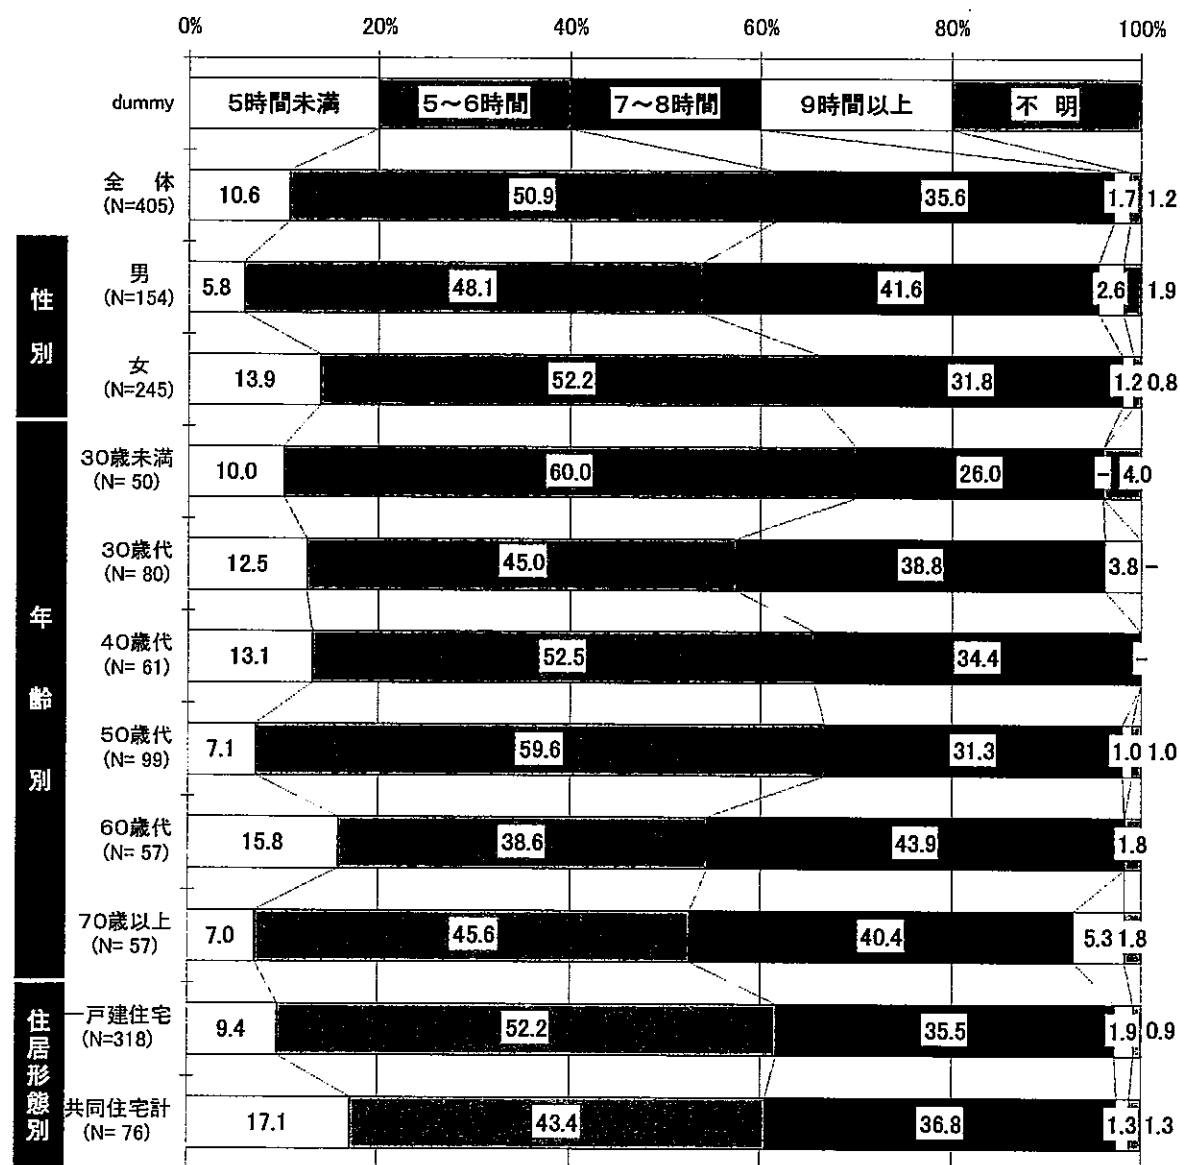 0% 20% 40% 60% 80% 100%
dummy 5時間未満 5～6時間 7～8時間 9時間以上 不 明
全 体
(N=405)
10.6 50.9 35.6 1.7 1.2
性別
男
(N=154)
5.8 48.1 41.6 2.6 1.9
女
(N=245)
13.9 52.2 31.8 1.2 0.8
年齢別
30歳未満
(N= 50)
10.0 60.0 26.0 - 4.0
30歳代
(N= 80)
12.5 45.0 38.8 3.8 -
40歳代
(N= 61)
13.1 52.5 34.4 -
50歳代
(N= 99)
7.1 59.6 31.3 1.0 1.0
60歳代
(N= 57)
15.8 38.6 43.9 1.8
70歳以上
(N= 57)
7.0 45.6 40.4 5.3 1.8
住居形態別
一戸建住宅
(N=318)
9.4 52.2 35.5 1.9 0.9
共同住宅計
(N= 76)
17.1 43.4 36.8 1.3 1.3